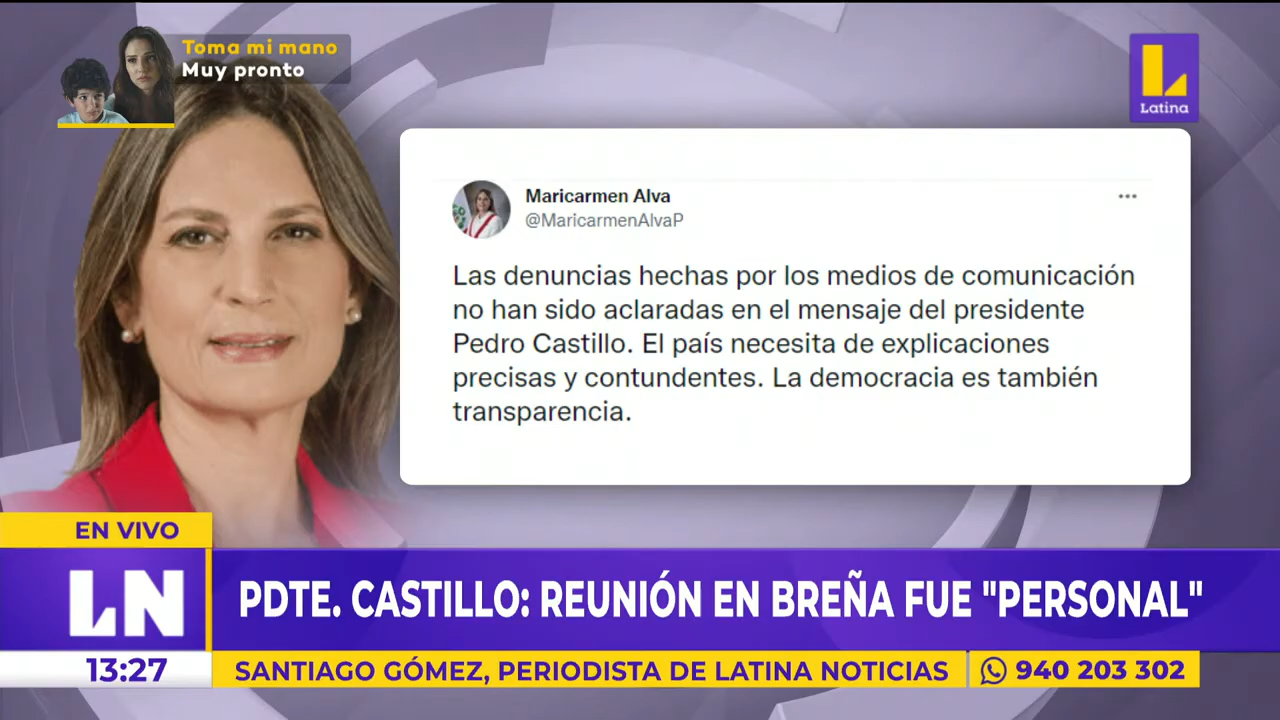 Toma mi mano
Muy pronto
Latina
Maricarmen Alva
@MaricarmenAlvaP
Las denuncias hechas por los medios de comunicación
no han sido aclaradas en el mensaje del presidente
Pedro Castillo. El país necesita de explicaciones
precisas y contundentes. La democracia es también
transparencia.
EN VIVO
LN
PDTE. CASTILLO: REUNIÓN EN BREÑA FUE "PERSONAL"
13:27
SANTIAGO GÓMEZ, PERIODISTA DE LATINA NOTICIAS
940 203 302